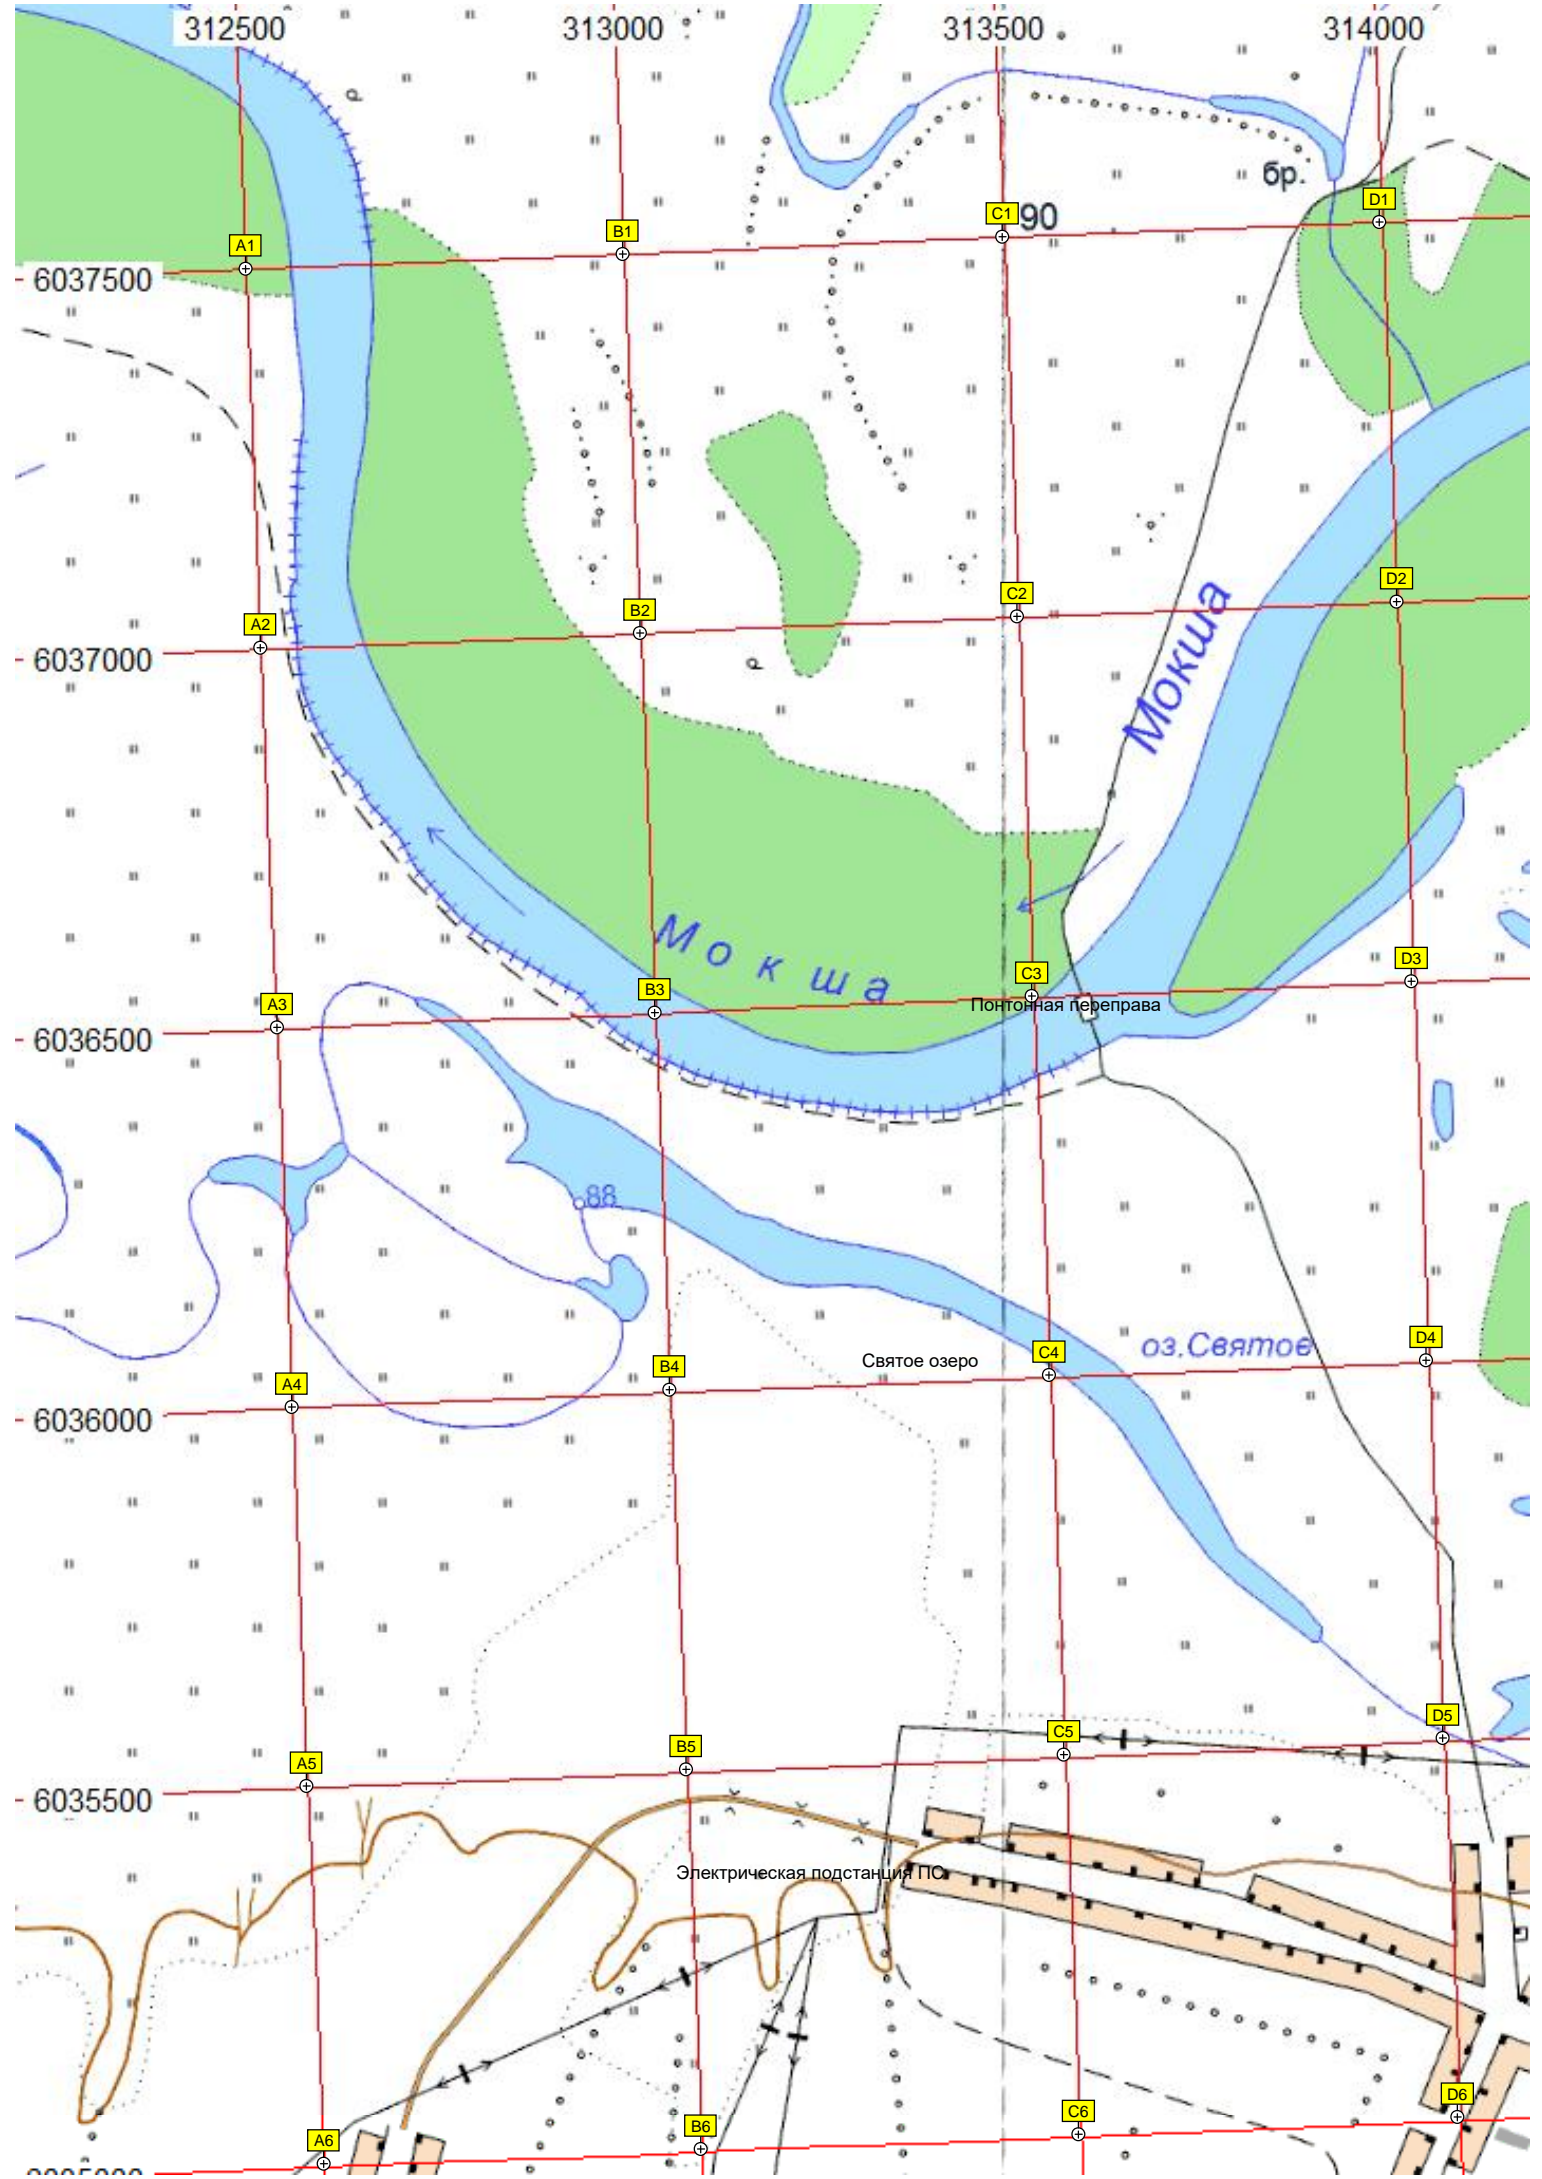 312500 313000 313500 314000
бр.
D1
C1 90
B1
A1
6037500
D2
C2
B2
A2
6037000
Мокша
Мокша
D3
C3
B3
A3
Понтонная переправа
6036500
88
оз.Святое
D4
C4
Святое озеро
B4
A4
6036000
D5
C5
B5
A5
6035500
Электрическая подстанция ПС
D6
C6
B6
A6